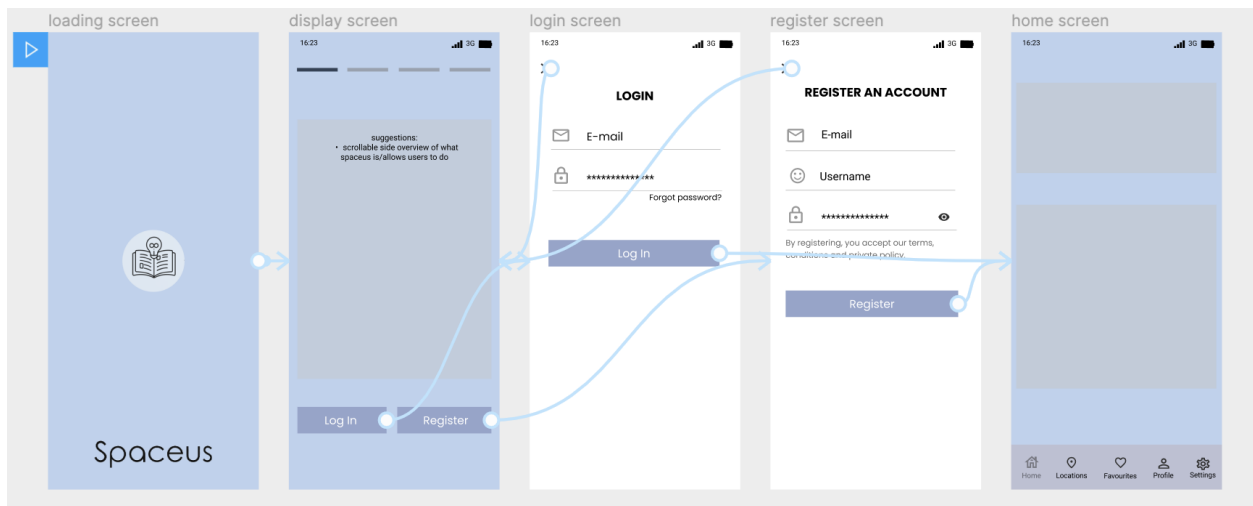 loading screen
Spaceus
display screen
16:23
3G
suggestions:
• scrollable side overview of what
spaceus is/allows users to do
Log In
Register
login screen
16:23
3G
LOGIN
E-mail
**************
Forgot password?
Log In
register screen
16:23
3G
REGISTER AN ACCOUNT
E-mail
Username
**************
By registering, you accept our terms,
conditions and private policy.
Register
home screen
16:23
3G
Home
Locations
Favourites
Profile
Settings